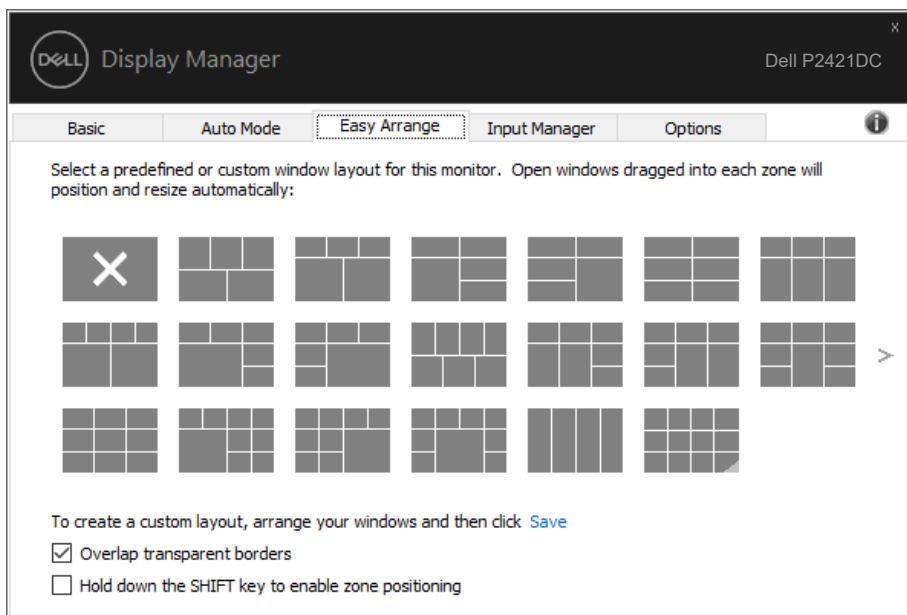 x
DELL Display Manager
Dell P2421DC
Basic Auto Mode Easy Arrange Input Manager Options
Select a predefined or custom window layout for this monitor. Open windows dragged into each zone will
position and resize automatically:
>
To create a custom layout, arrange your windows and then click Save
Overlap transparent borders
Hold down the SHIFT key to enable zone positioning